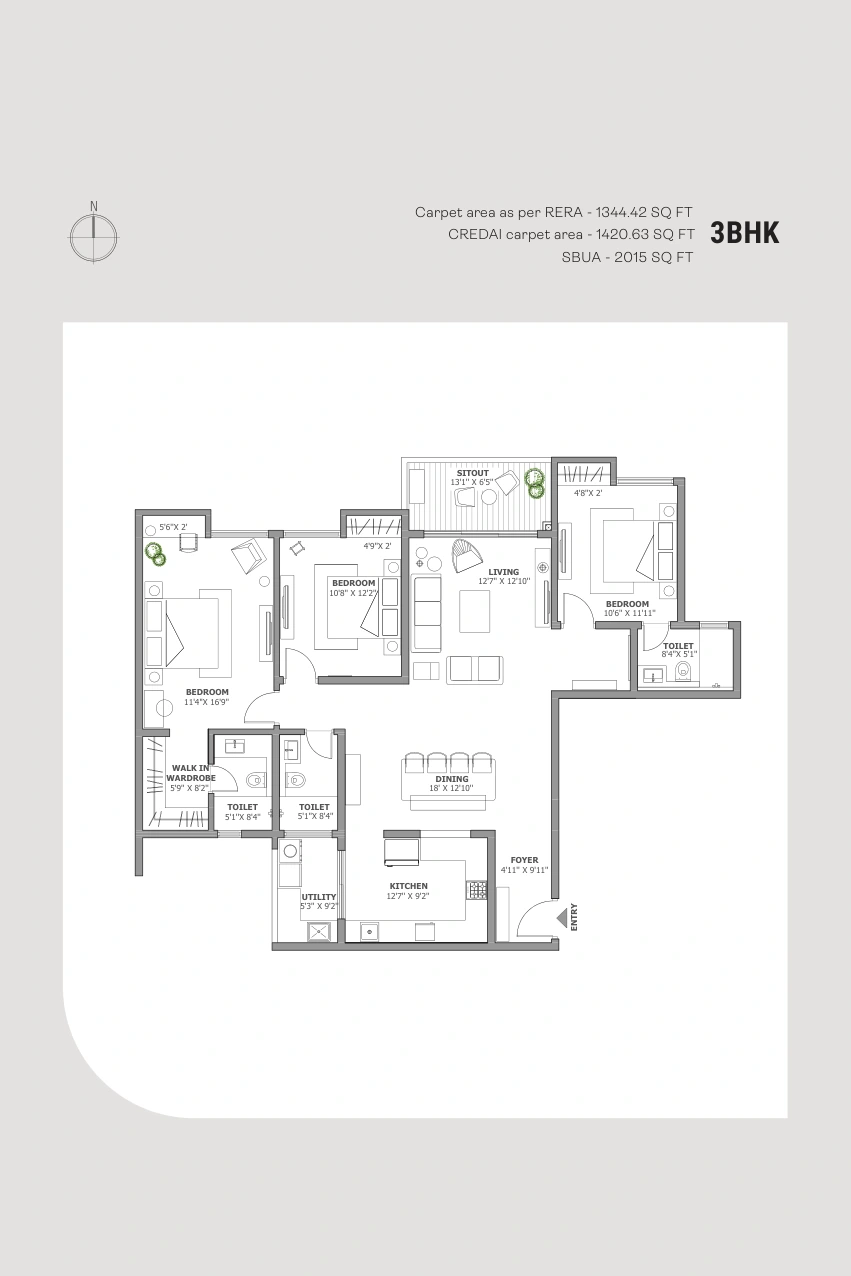 N
Carpet area as per RERA - 1344.42 SQ FT
CREDAI carpet area - 1420.63 SQ FT
SBUA - 2015 SQ FT
3BHK
SITOUT
13'1" X 6'5"
4'8"X 2'
5'6"X 2'
4'9"X 2'
LIVING
12'7" X 12'10"
BEDROOM
10'8" X 12'2"
BEDROOM
10'6" X 11'11"
TOILET
8'4"X 5'1"
BEDROOM
11'4"X 16'9"
WALK IN
WARDROBE
5'9" X 8'2"
DINING
18' X 12'10"
TOILET
5'1"X 8'4"
TOILET
5'1"X 8'4"
FOYER
4'11" X 9'11"
KITCHEN
12'7" X 9'2"
UTILITY
5'3" X 9'2"
ENTRY